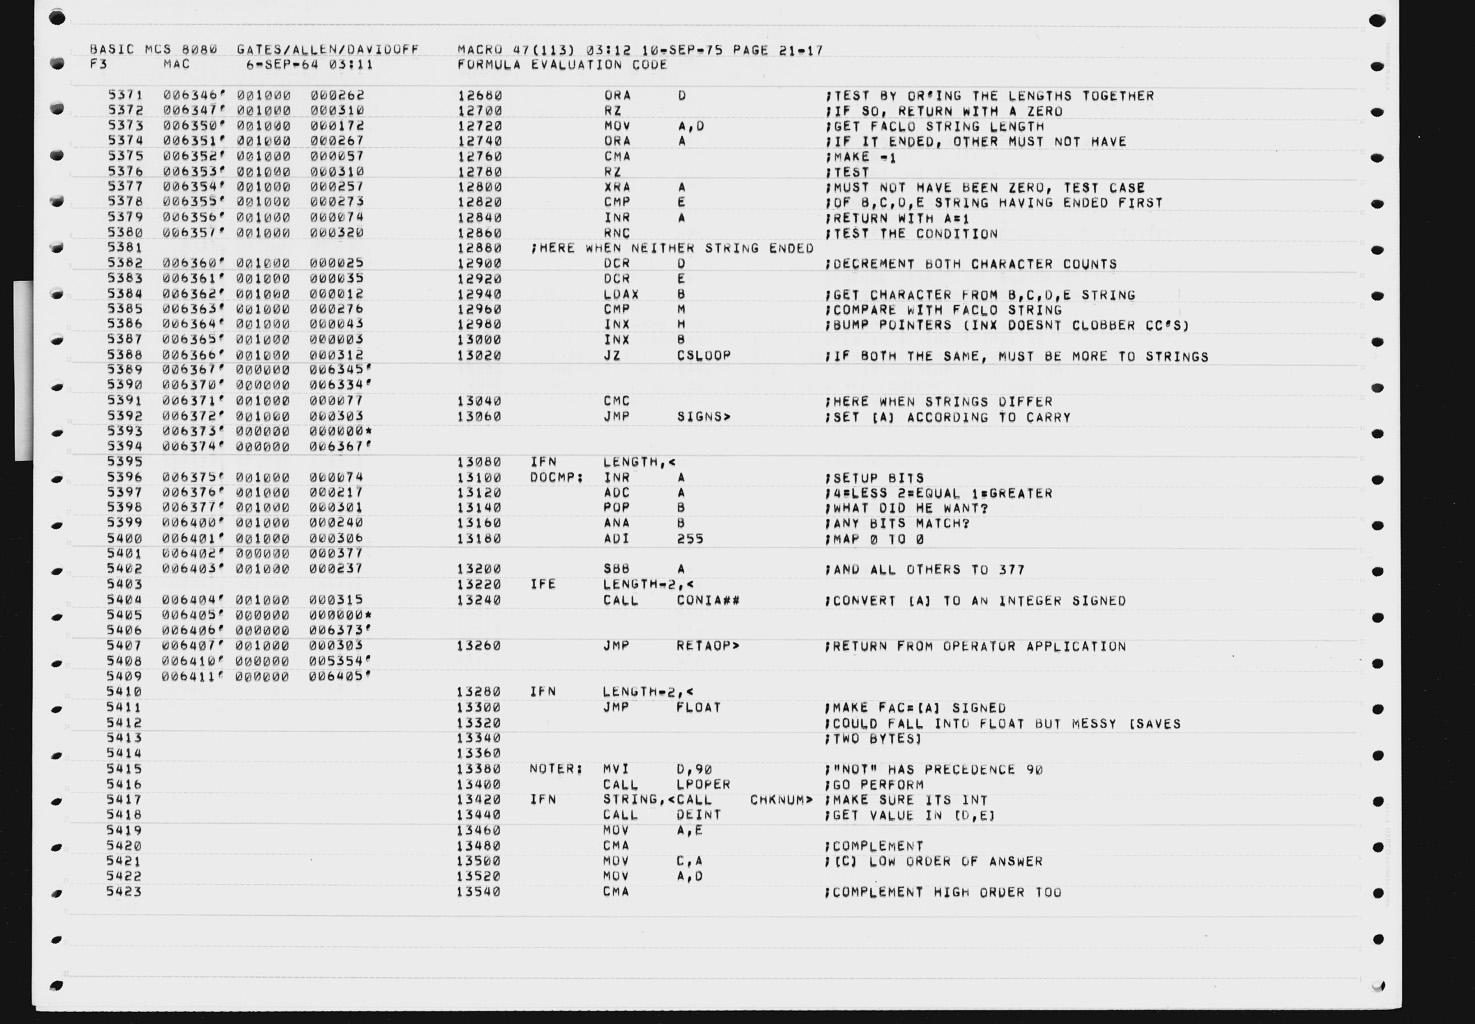 BASIC MCS 8080 GATES/ALLEN/DAVIDOFF MACRO 47(113) 03:12 10-SEP-75 PAGE 21-17
F3 MAC 6-SEP-64 03:11 FORMULA EVALUATION CODE
5371 006346' 001000 000262 12680 ORA D ;TEST BY OR'ING THE LENGTHS TOGETHER
5372 006347' 001000 000310 12700 RZ ;IF SO, RETURN WITH A ZERO
5373 006350' 001000 000172 12720 MOV A,D ;GET FACLO STRING LENGTH
5374 006351' 001000 000267 12740 ORA A ;IF IT ENDED, OTHER MUST NOT HAVE
5375 006352' 001000 000057 12760 CMA ;MAKE -1
5376 006353' 001000 000310 12780 RZ ;TEST
5377 006354' 001000 000257 12800 XRA A ;MUST NOT HAVE BEEN ZERO, TEST CASE
5378 006355' 001000 000273 12820 CMP E ;OF B,C,D,E STRING HAVING ENDED FIRST
5379 006356' 001000 000074 12840 INR A ;RETURN WITH A=1
5380 006357' 001000 000320 12860 RNC ;TEST THE CONDITION
5381 12880 ;HERE WHEN NEITHER STRING ENDED
5382 006360' 001000 000025 12900 DCR D ;DECREMENT BOTH CHARACTER COUNTS
5383 006361' 001000 000035 12920 DCR E
5384 006362' 001000 000012 12940 LDAX B ;GET CHARACTER FROM B,C,D,E STRING
5385 006363' 001000 000276 12960 CMP M ;COMPARE WITH FACLO STRING
5386 006364' 001000 000043 12980 INX H ;BUMP POINTERS (INX DOESNT CLOBBER CC'S)
5387 006365' 001000 000003 13000 INX B
5388 006366' 001000 000312 13020 JZ CSLOOP ;IF BOTH THE SAME, MUST BE MORE TO STRINGS
5389 006367' 000000 006345'
5390 006370' 000000 006334'
5391 006371' 001000 000077 13040 CMC ;HERE WHEN STRINGS DIFFER
5392 006372' 001000 000303 13060 JMP SIGNS> ;SET [A] ACCORDING TO CARRY
5393 006373' 000000 000000*
5394 006374' 000000 006367'
5395 13080 IFN LENGTH,<
5396 006375' 001000 000074 13100 DOCMP: INR A ;SETUP BITS
5397 006376' 001000 000217 13120 ADC A ;4=LESS 2=EQUAL 1=GREATER
5398 006377' 001000 000301 13140 POP B ;WHAT DID HE WANT?
5399 006400' 001000 000240 13160 ANA B ;ANY BITS MATCH?
5400 006401' 001000 000306 13180 ADI 255 ;MAP 0 TO 0
5401 006402' 000000 000377
5402 006403' 001000 000237 13200 SBB A ;AND ALL OTHERS TO 377
5403 13220 IFE LENGTH-2,<
5404 006404' 001000 000315 13240 CALL CONIA## ;CONVERT [A] TO AN INTEGER SIGNED
5405 006405' 000000 000000*
5406 006406' 000000 006373'
5407 006407' 001000 000303 13260 JMP RETAOP> ;RETURN FROM OPERATOR APPLICATION
5408 006410' 000000 005354'
5409 006411' 000000 006405'
5410 13280 IFN LENGTH-2,<
5411 13300 JMP FLOAT ;MAKE FAC=[A] SIGNED
5412 13320 ;COULD FALL INTO FLOAT BUT MESSY [SAVES
5413 13340 ;TWO BYTES]
5414 13360
5415 13380 NOTER: MVI D,90 ;"NOT" HAS PRECEDENCE 90
5416 13400 CALL LPOPER ;GO PERFORM
5417 13420 IFN STRING,<CALL CHKNUM> ;MAKE SURE ITS INT
5418 13440 CALL DEINT ;GET VALUE IN [D,E]
5419 13460 MOV A,E
5420 13480 CMA ;COMPLEMENT
5421 13500 MOV C,A ;[C] LOW ORDER OF ANSWER
5422 13520 MOV A,D
5423 13540 CMA ;COMPLEMENT HIGH ORDER TOO